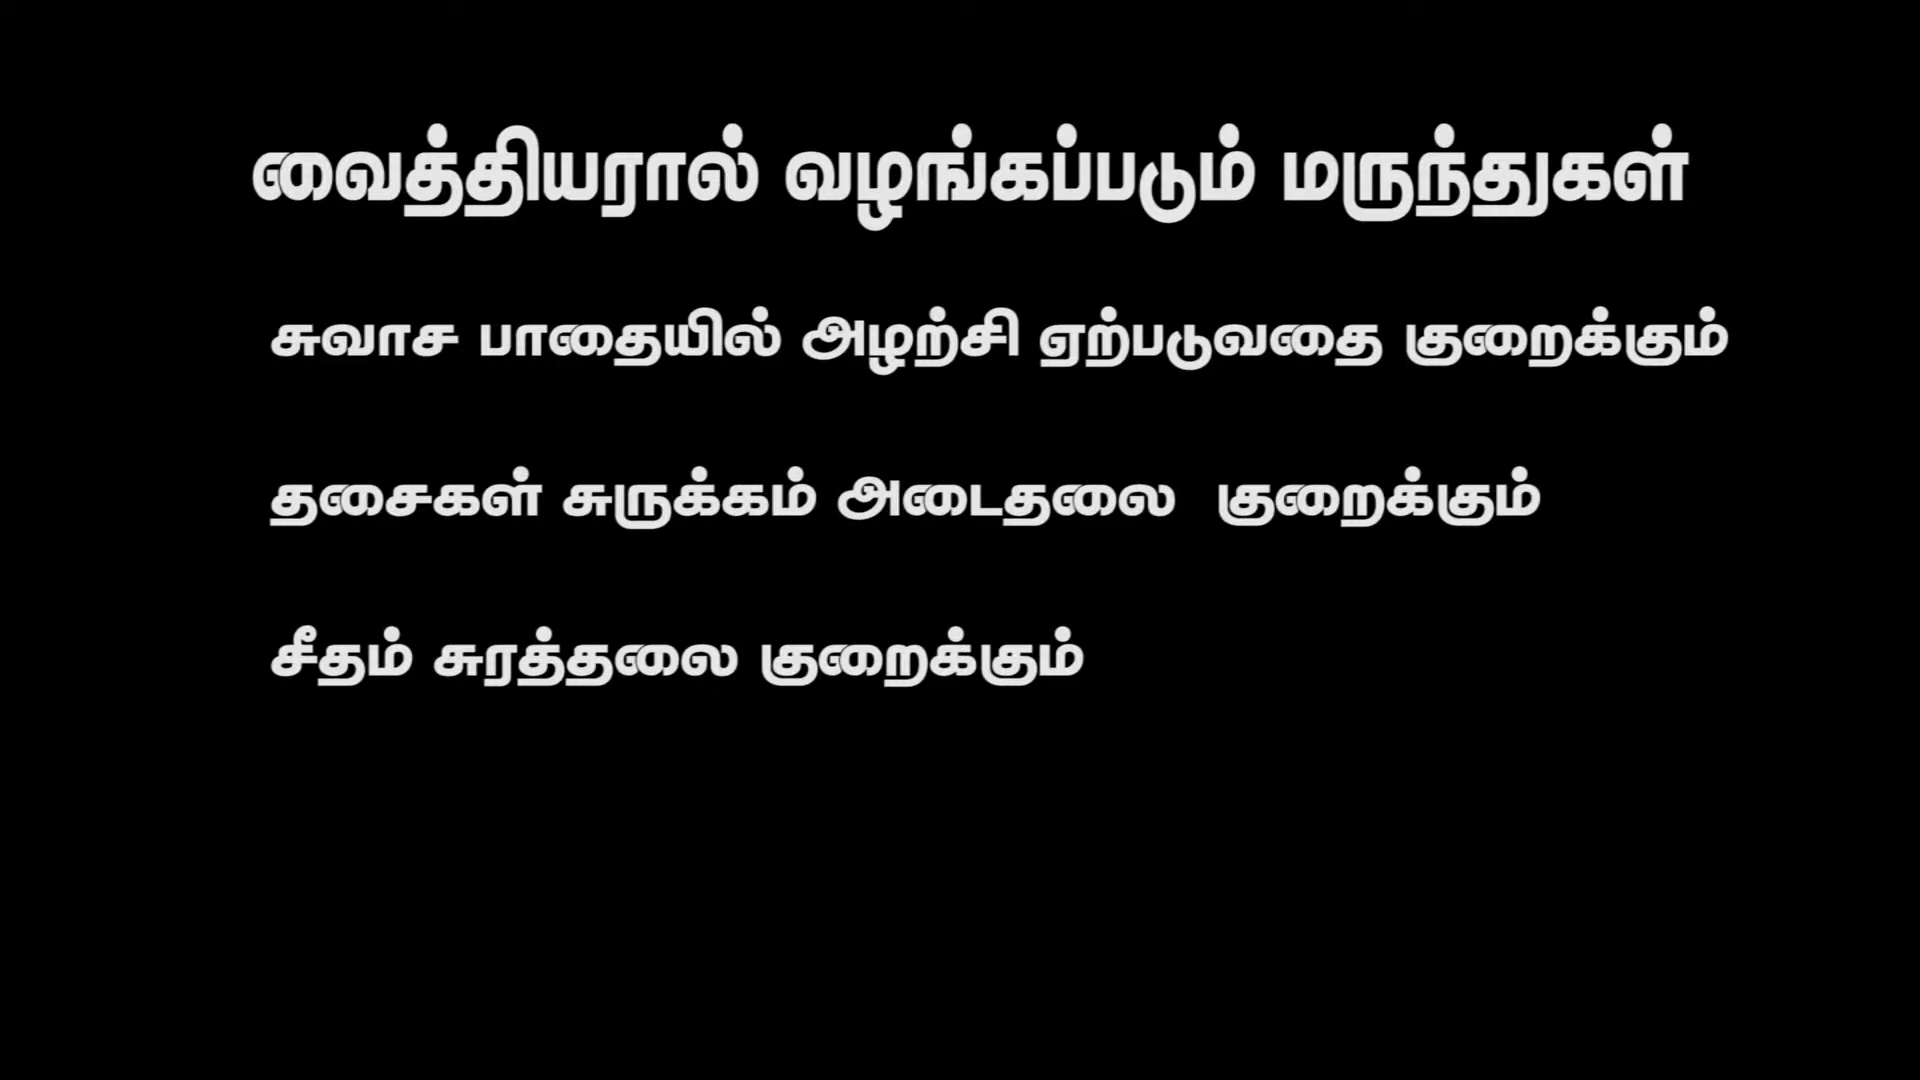 வைத்தியரால் வழங்கப்படும் மருந்துகள்
சுவாச பாதையில் அழற்சி ஏற்படுவதை குறைக்கும்
தசைகள் சுருக்கம் அடைதலை குறைக்கும்
சீதம் சுரத்தலை குறைக்கும்